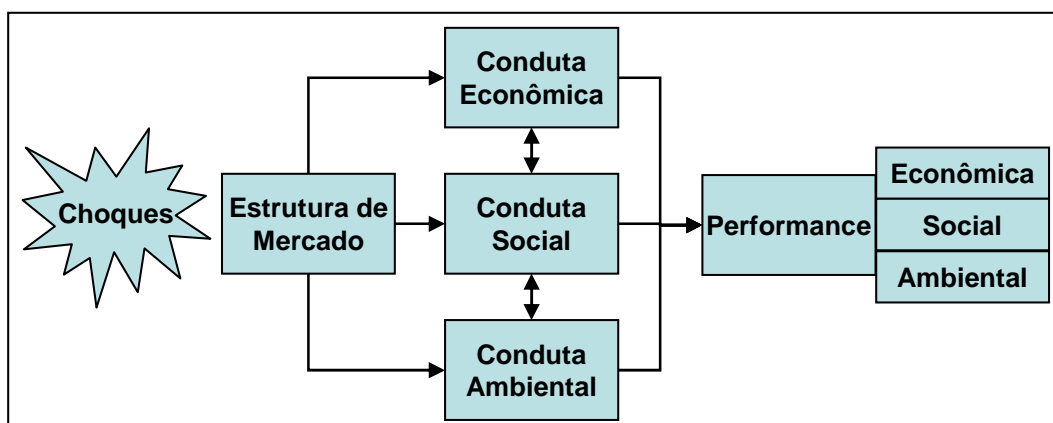 Choques
Estrutura de
Mercado
Conduta
Econômica
Conduta
Social
Conduta
Ambiental
Performance
Econômica
Social
Ambiental